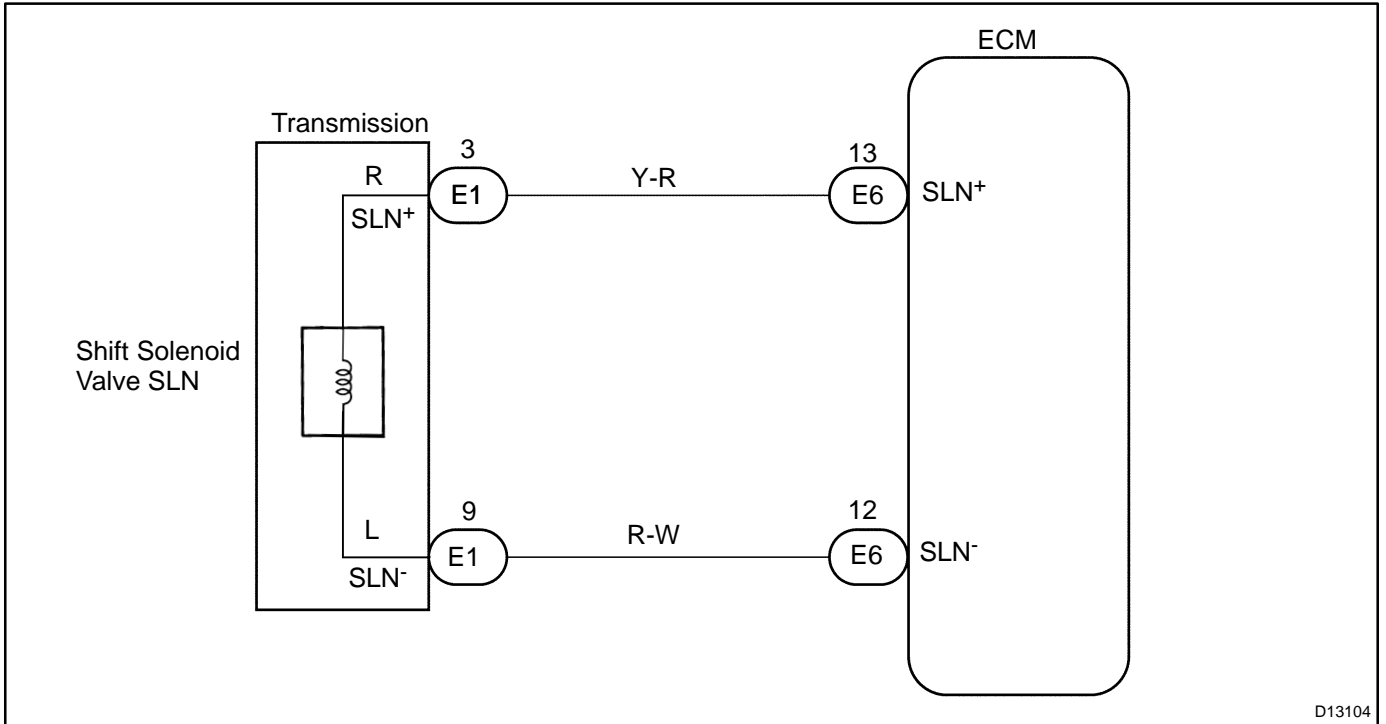 ECM
Transmission
3
13
R
E1
Y-R
E6
SLN+
SLN+
Shift Solenoid
Valve SLN
9
12
L
E1
R-W
E6
SLN-
SLN-
D13104